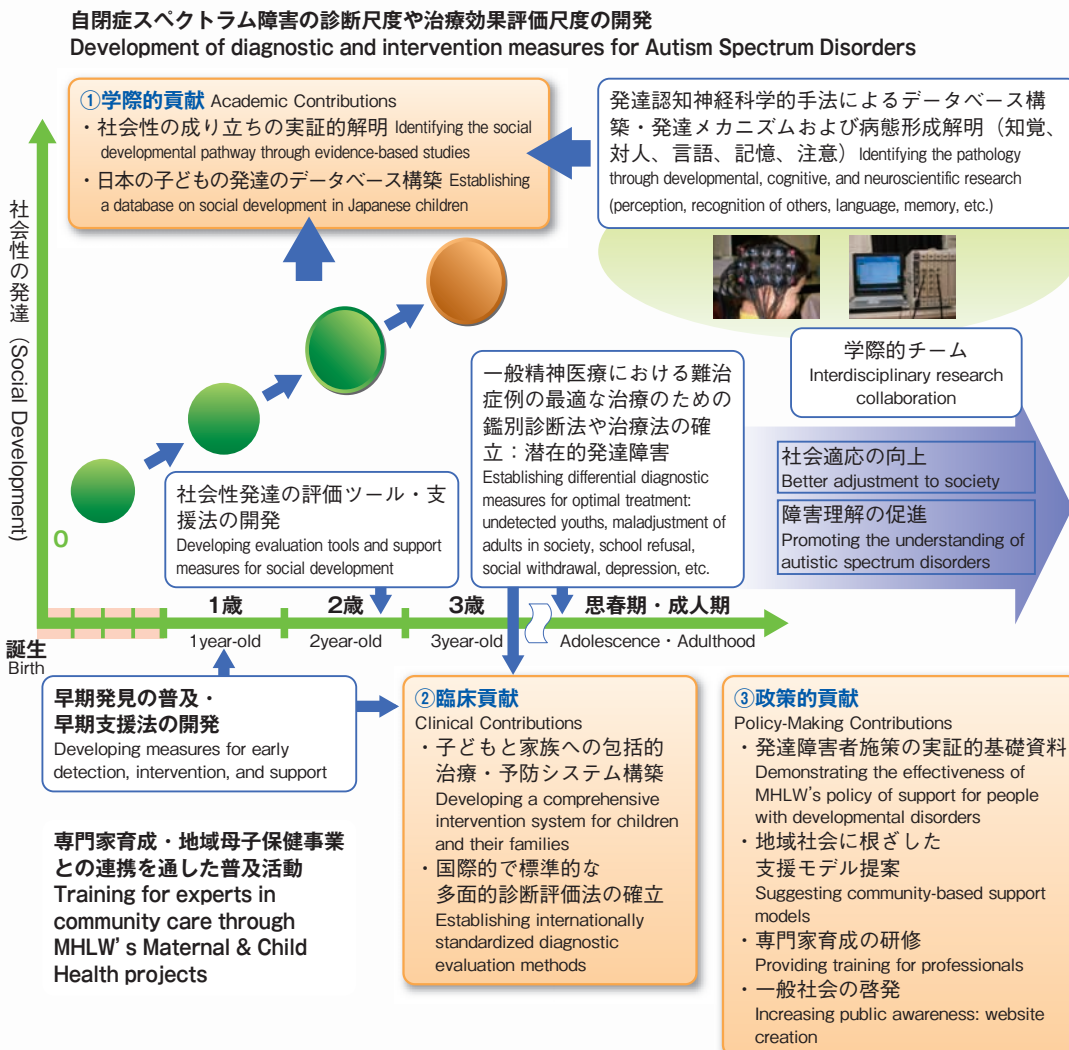 自閉症スペクトラム障害の診断尺度や治療効果評価尺度の開発
Development of diagnostic and intervention measures for Autism Spectrum Disorders
①学際的貢献 Academic Contributions
・社会性の成り立ちの実証的解明 Identifying the social
developmental pathway through evidence-based studies
・日本の子どもの発達のデータベース構築 Establishing
a database on social development in Japanese children
発達認知神経科学的手法によるデータベース構
築・発達メカニズムおよび病態形成解明（知覚、
対人、言語、記憶、注意）Identifying the pathology
through developmental, cognitive, and neuroscientific research
(perception, recognition of others, language, memory, etc.)
社会性の発達 (Social Development)
学際的チーム
Interdisciplinary research
collaboration
一般精神医療における難治
症例の最適な治療のための
鑑別診断法や治療法の確
立：潜在的発達障害
Establishing differential diagnostic
measures for optimal treatment:
undetected youths, maladjustment of
adults in society, school refusal,
social withdrawal, depression, etc.
社会適応の向上
Better adjustment to society
障害理解の促進
Promoting the understanding of
autistic spectrum disorders
社会性発達の評価ツール・支
援法の開発
Developing evaluation tools and support
measures for social development
0
誕生
Birth
1歳
1year-old
2歳
2year-old
3歳
3year-old
思春期・成人期
Adolescence・Adulthood
早期発見の普及・
早期支援法の開発
Developing measures for early
detection, intervention, and support
専門家育成・地域母子保健事業
との連携を通した普及活動
Training for experts in
community care through
MHLW's Maternal & Child
Health projects
②臨床貢献
Clinical Contributions
・子どもと家族への包括的
治療・予防システム構築
Developing a comprehensive
intervention system for children
and their families
・国際的で標準的な
多面的診断評価法の確立
Establishing internationally
standardized diagnostic
evaluation methods
③政策的貢献
Policy-Making Contributions
・発達障害者施策の実証的基礎資料
Demonstrating the effectiveness of
MHLW's policy of support for people
with developmental disorders
・地域社会に根ざした
支援モデル提案
Suggesting community-based support
models
・専門家育成の研修
Providing training for professionals
・一般社会の啓発
Increasing public awareness: website
creation